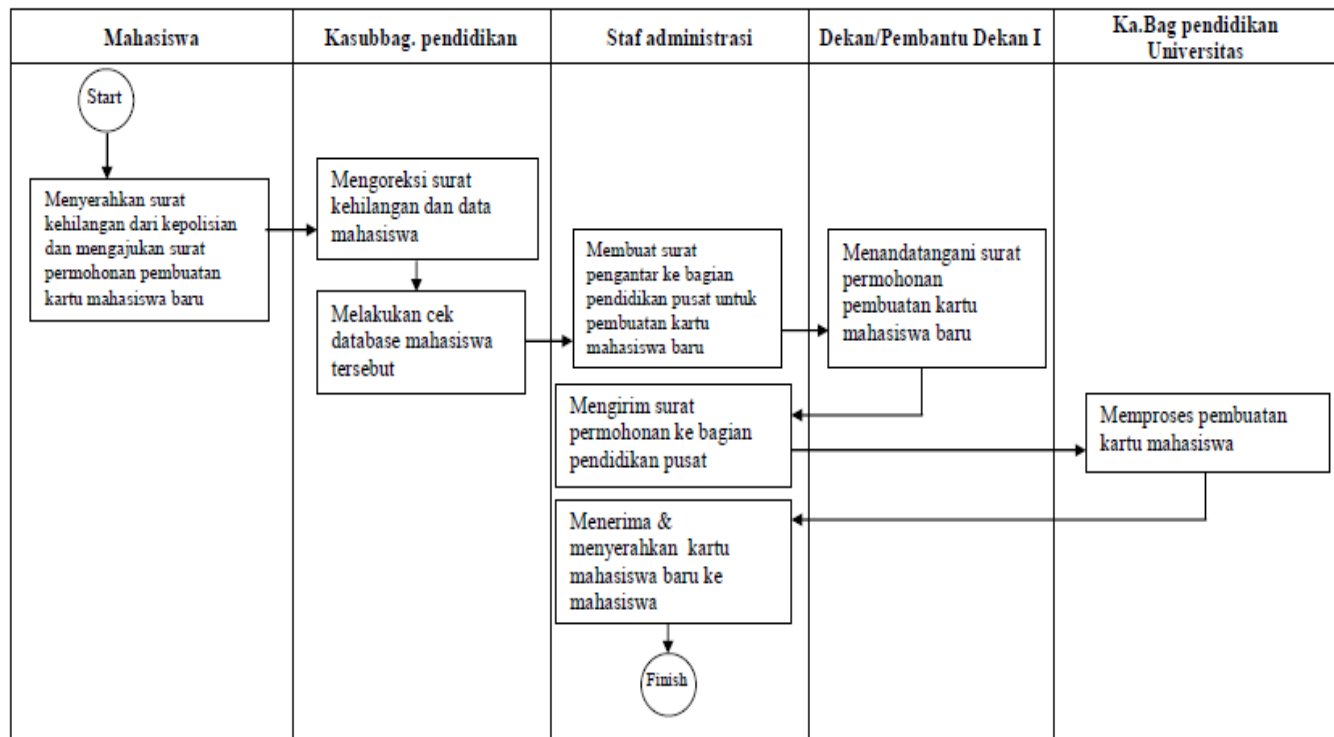 Mahasiswa
Kasubbag. pendidikan
Staf administrasi
Dekan/Pembantu Dekan I
Ka.Bag pendidikan
Universitas
Start
Menyerahkan surat
kehilangan dari kepolisian
dan mengajukan surat
permohonan pembuatan
kartu mahasiswa baru
Mengoreksi surat
kehilangan dan data
mahasiswa
Melakukan cek
database mahasiswa
tersebut
Membuat surat
pengantar ke bagian
pendidikan pusat untuk
pembuatan kartu
mahasiswa baru
Menandatangani surat
permohonan
pembuatan kartu
mahasiswa baru
Mengirim surat
permohonan ke bagian
pendidikan pusat
Memproses pembuatan
kartu mahasiswa
Menerima &
menyerahkan kartu
mahasiswa baru ke
mahasiswa
Finish